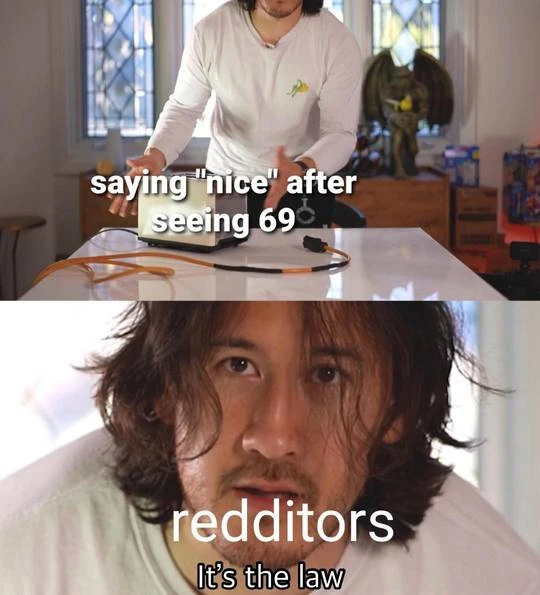 saying "nice" after
seeing 69
redditors
It's the law